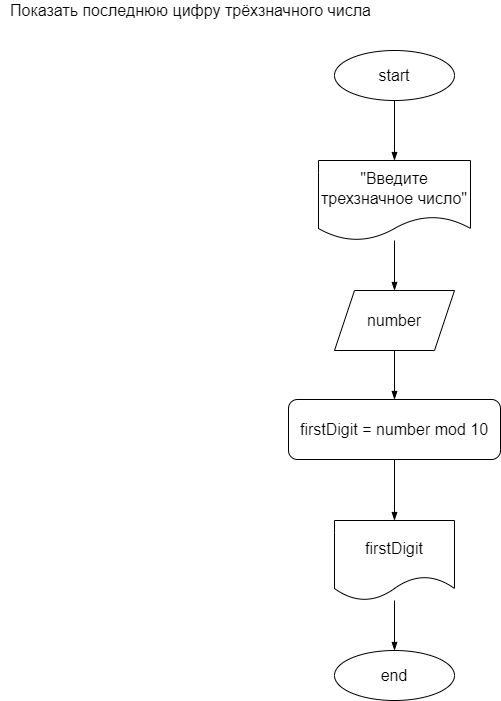 Показать последнюю цифру трёхзначного числа
start
"Введите
трехзначное число"
number
firstDigit = number mod 10
firstDigit
end